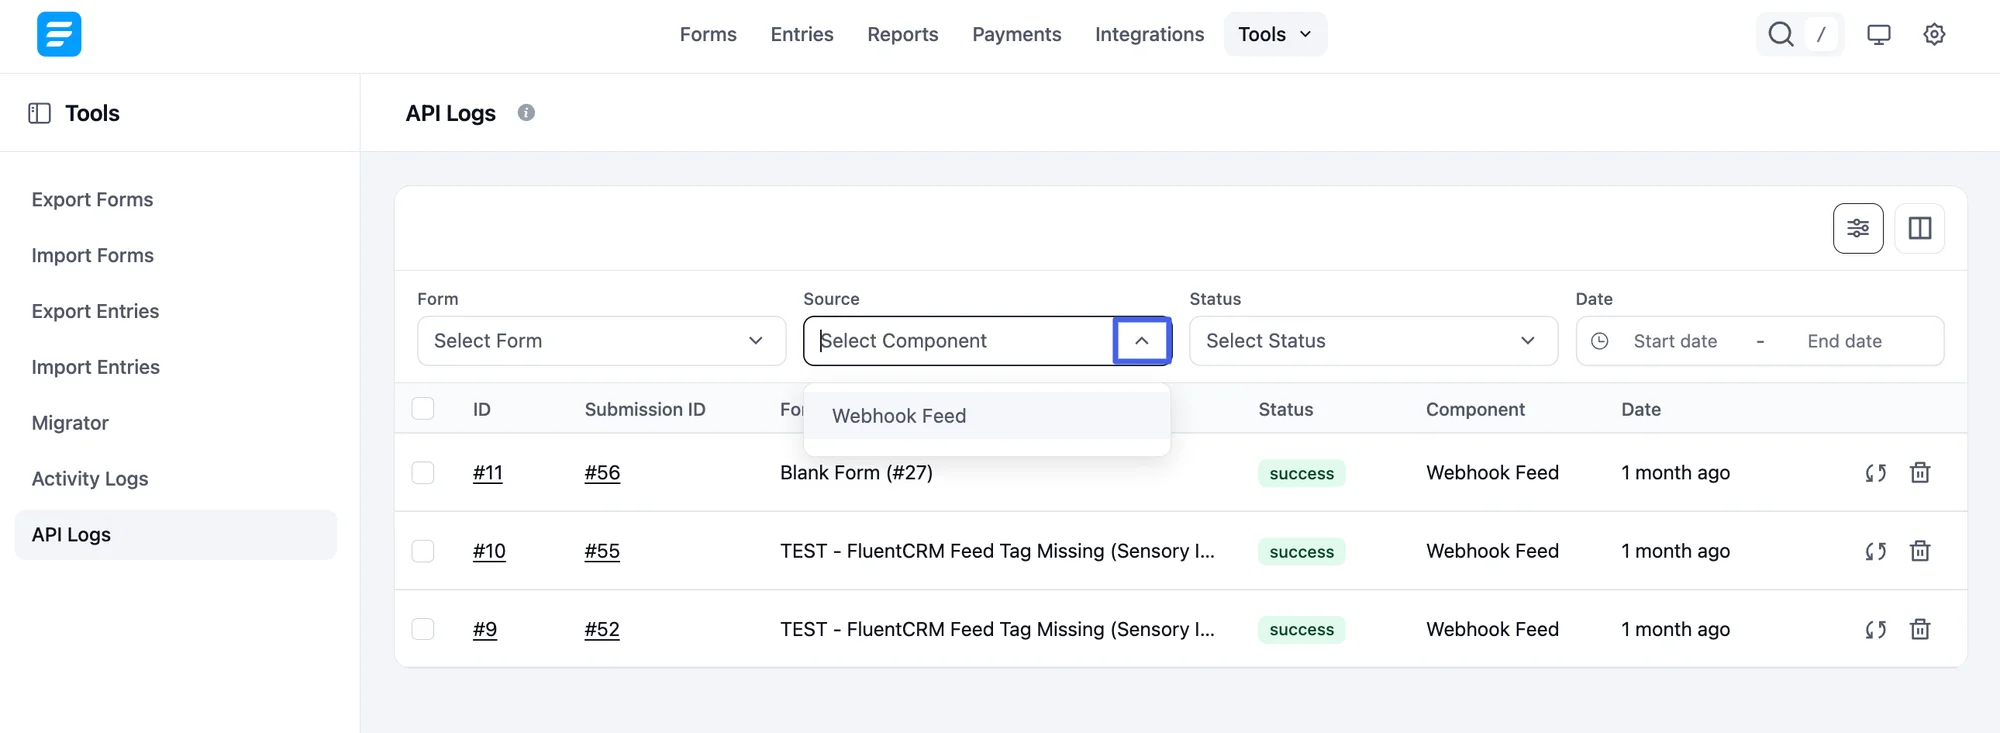 Forms Entries Reports Payments Integrations Tools /
Tools
API Logs
Export Forms
Import Forms
Export Entries
Import Entries
Migrator
Activity Logs
API Logs
Form Source Status Date
Select Form Select Component Select Status Start date - End date
Webhook Feed
ID Submission ID Fo Status Component Date
#11 #56 Blank Form (#27) success Webhook Feed 1 month ago
#10 #55 TEST - FluentCRM Feed Tag Missing (Sensory I... success Webhook Feed 1 month ago
#9 #52 TEST - FluentCRM Feed Tag Missing (Sensory I... success Webhook Feed 1 month ago